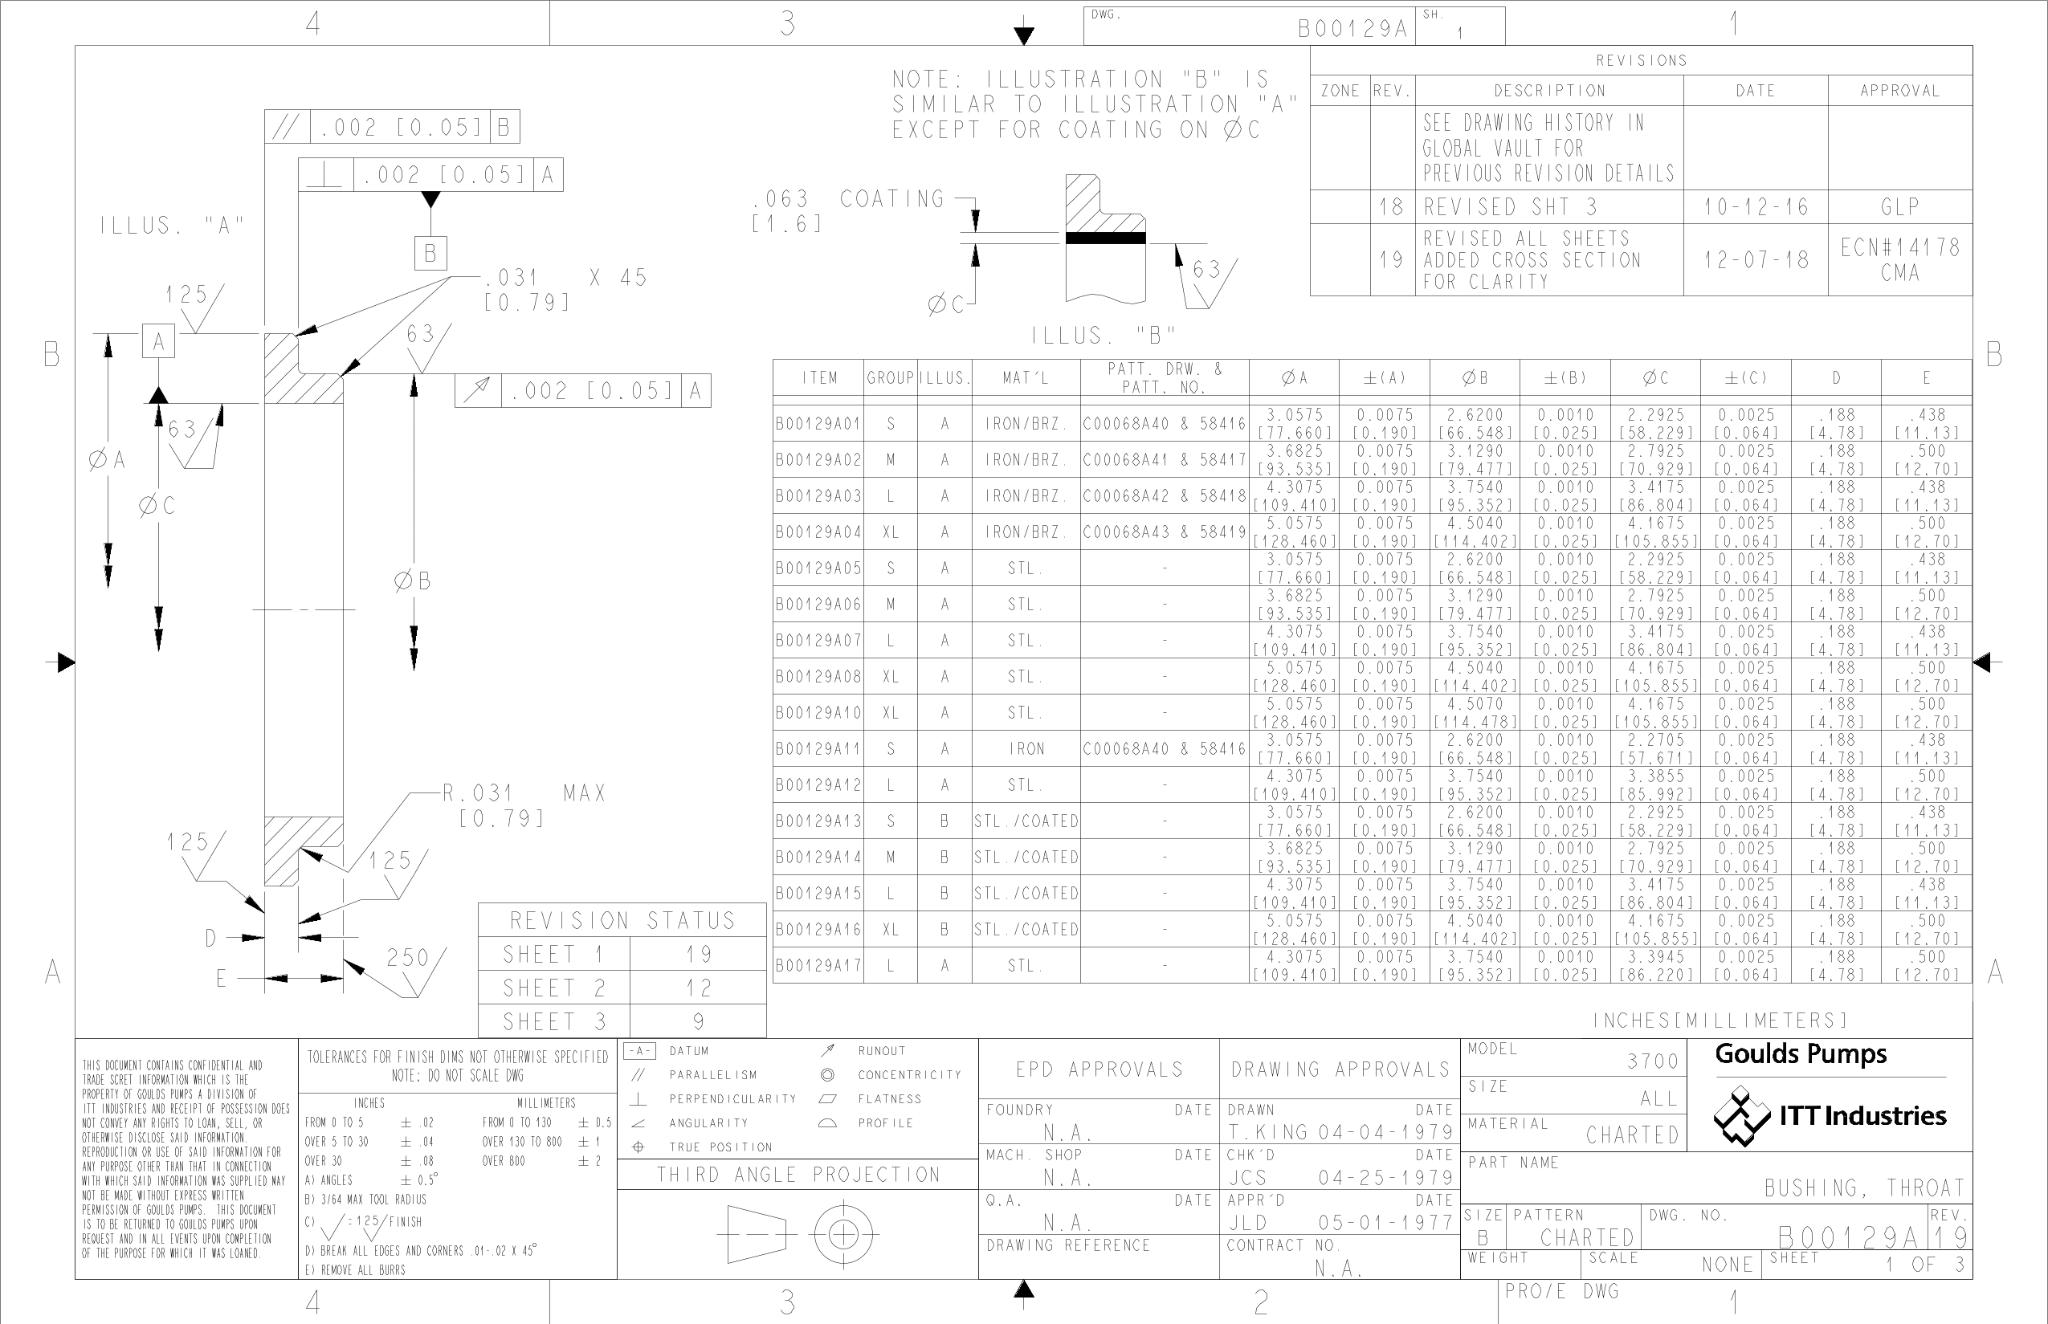 4
3
1
DWG.
B00129A
SH.
1
REVISIONS
ZONE REV. DESCRIPTION DATE APPROVAL
SEE DRAWING HISTORY IN
GLOBAL VAULT FOR
PREVIOUS REVISION DETAILS
18 REVISED SHT 3 10-12-16 GLP
19 REVISED ALL SHEETS
ADDED CROSS SECTION
FOR CLARITY
12-07-18
ECN#14178
CMA
NOTE: ILLUSTRATION "B" IS
SIMILAR TO ILLUSTRATION "A"
EXCEPT FOR COATING ON ØC
// .002 [0.05] B
⊥ .002 [0.05] A
B
ILLUS. "A"
.031 X 45
[0.79]
125
63
A
↗ .002 [0.05] A
63
ØA
ØC
ØB
B
B
.063 COATING
[1.6]
ØC
63
ILLUS. "B"
R.031 MAX
[0.79]
125
125
D
E
250
A
A
ITEM GROUP ILLUS. MAT'L PATT. DRW. & PATT. NO. ØA ±(A) ØB ±(B) ØC ±(C) D E
B00129A01 S A IRON/BRZ. C00068A40 & 58416 3.0575 0.0075 2.6200 0.0010 2.2925 0.0025 .188 .438
[77.660] [0.190] [66.548] [0.025] [58.229] [0.064] [4.78] [11.13]
B00129A02 M A IRON/BRZ. C00068A41 & 58417 3.6825 0.0075 3.1290 0.0010 2.7925 0.0025 .188 .500
[93.535] [0.190] [79.477] [0.025] [70.929] [0.064] [4.78] [12.70]
B00129A03 L A IRON/BRZ. C00068A42 & 58418 4.3075 0.0075 3.7540 0.0010 3.4175 0.0025 .188 .438
[109.410] [0.190] [95.352] [0.025] [86.804] [0.064] [4.78] [11.13]
B00129A04 XL A IRON/BRZ. C00068A43 & 58419 5.0575 0.0075 4.5040 0.0010 4.1675 0.0025 .188 .500
[128.460] [0.190] [114.402] [0.025] [105.855] [0.064] [4.78] [12.70]
B00129A05 S A STL. - 3.0575 0.0075 2.6200 0.0010 2.2925 0.0025 .188 .438
[77.660] [0.190] [66.548] [0.025] [58.229] [0.064] [4.78] [11.13]
B00129A06 M A STL. - 3.6825 0.0075 3.1290 0.0010 2.7925 0.0025 .188 .500
[93.535] [0.190] [79.477] [0.025] [70.929] [0.064] [4.78] [12.70]
B00129A07 L A STL. - 4.3075 0.0075 3.7540 0.0010 3.4175 0.0025 .188 .438
[109.410] [0.190] [95.352] [0.025] [86.804] [0.064] [4.78] [11.13]
B00129A08 XL A STL. - 5.0575 0.0075 4.5040 0.0010 4.1675 0.0025 .188 .500
[128.460] [0.190] [114.402] [0.025] [105.855] [0.064] [4.78] [12.70]
B00129A10 XL A STL. - 5.0575 0.0075 4.5070 0.0010 4.1675 0.0025 .188 .500
[128.460] [0.190] [114.478] [0.025] [105.855] [0.064] [4.78] [12.70]
B00129A11 S A IRON C00068A40 & 58416 3.0575 0.0075 2.6200 0.0010 2.2705 0.0025 .188 .438
[77.660] [0.190] [66.548] [0.025] [57.671] [0.064] [4.78] [11.13]
B00129A12 L A STL. - 4.3075 0.0075 3.7540 0.0010 3.3855 0.0025 .188 .500
[109.410] [0.190] [95.352] [0.025] [85.992] [0.064] [4.78] [12.70]
B00129A13 S B STL./COATED - 3.0575 0.0075 2.6200 0.0010 2.2925 0.0025 .188 .438
[77.660] [0.190] [66.548] [0.025] [58.229] [0.064] [4.78] [11.13]
B00129A14 M B STL./COATED - 3.6825 0.0075 3.1290 0.0010 2.7925 0.0025 .188 .500
[93.535] [0.190] [79.477] [0.025] [70.929] [0.064] [4.78] [12.70]
B00129A15 L B STL./COATED - 4.3075 0.0075 3.7540 0.0010 3.4175 0.0025 .188 .438
[109.410] [0.190] [95.352] [0.025] [86.804] [0.064] [4.78] [11.13]
B00129A16 XL B STL./COATED - 5.0575 0.0075 4.5040 0.0010 4.1675 0.0025 .188 .500
[128.460] [0.190] [114.402] [0.025] [105.855] [0.064] [4.78] [12.70]
B00129A17 L A STL. - 4.3075 0.0075 3.7540 0.0010 3.3945 0.0025 .188 .500
[109.410] [0.190] [95.352] [0.025] [86.220] [0.064] [4.78] [12.70]
REVISION STATUS
SHEET 1 19
SHEET 2 12
SHEET 3 9
INCHES[MILLIMETERS]
THIS DOCUMENT CONTAINS CONFIDENTIAL AND
TRADE SCRET INFORMATION WHICH IS THE
PROPERTY OF GOULDS PUMPS A DIVISION OF
ITT INDUSTRIES AND RECEIPT OF POSSESSION DOES
NOT CONVEY ANY RIGHTS TO LOAN, SELL, OR
OTHERWISE DISCLOSE SAID INFORMATION.
REPRODUCTION OR USE OF SAID INFORMATION FOR
ANY PURPOSE OTHER THAN THAT IN CONNECTION
WITH WHICH SAID INFORMATION WAS SUPPLIED MAY
NOT BE MADE WITHOUT EXPRESS WRITTEN
PERMISSION OF GOULDS PUMPS. THIS DOCUMENT
IS TO BE RETURNED TO GOULDS PUMPS UPON
REQUEST AND IN ALL EVENTS UPON COMPLETION
OF THE PURPOSE FOR WHICH IT WAS LOANED.
TOLERANCES FOR FINISH DIMS NOT OTHERWISE SPECIFIED
NOTE: DO NOT SCALE DWG
INCHES MILLIMETERS
FROM 0 TO 5 ± .02 FROM 0 TO 130 ± 0.5
OVER 5 TO 30 ± .04 OVER 130 TO 800 ± 1
OVER 30 ± .08 OVER 800 ± 2
A) ANGLES ± 0.5°
B) 3/64 MAX TOOL RADIUS
C) √ = 125/ FINISH
D) BREAK ALL EDGES AND CORNERS .01-.02 X 45°
E) REMOVE ALL BURRS
-A- DATUM RUNOUT
// PARALLELISM CONCENTRICITY
PERPENDICULARITY FLATNESS
ANGULARITY PROFILE
TRUE POSITION
THIRD ANGLE PROJECTION
EPD APPROVALS
FOUNDRY DATE
N.A.
MACH. SHOP DATE
N.A.
Q.A. DATE
N.A.
DRAWING REFERENCE
DRAWING APPROVALS
DRAWN DATE
T.KING 04-04-1979
CHK'D DATE
JCS 04-25-1979
APPR'D DATE
JLD 05-01-1977
CONTRACT NO.
N.A.
MODEL
3700
SIZE
ALL
MATERIAL
CHARTED
Goulds Pumps
ITT Industries
PART NAME
BUSHING, THROAT
SIZE PATTERN DWG. NO. REV.
B CHARTED B00129A 19
WEIGHT SCALE NONE SHEET 1 OF 3
4
3
2
PRO/E DWG
1